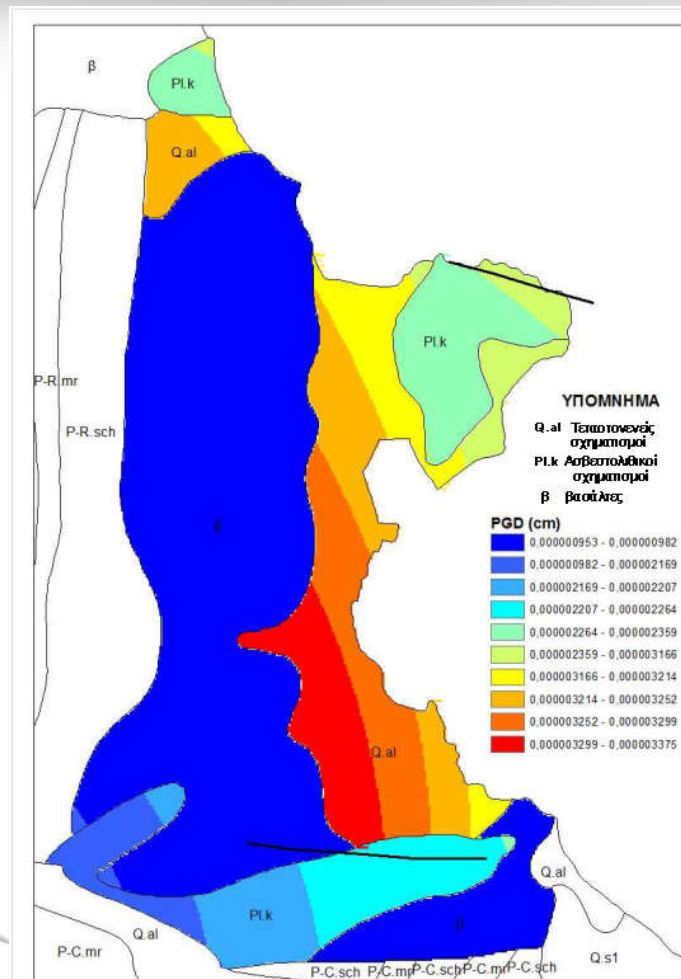 β
Pl.k
Q.al
Pl.k
P-R.mr
P-R.sch
ΥΠΟΜΝΗΜΑ
Q.al Τεταρτογενείς
σχηματισμοί
Pl.k Ασβεστολιθικοί
σχηματισμοί
β βασάλτες
PGD (cm)
0,000000953 - 0,000000982
0,000000982 - 0,000002169
0,000002169 - 0,000002207
0,000002207 - 0,000002264
0,000002264 - 0,000002359
0,000002359 - 0,000003166
0,000003166 - 0,000003214
0,000003214 - 0,000003252
0,000003252 - 0,000003299
0,000003299 - 0,000003375
β
Q.al
Q.al
Pl.k
β
Q.al
P-C.mr
Q.s1
P-C.sch P-C.mr P-C.sch P-C.mr P-C.sch